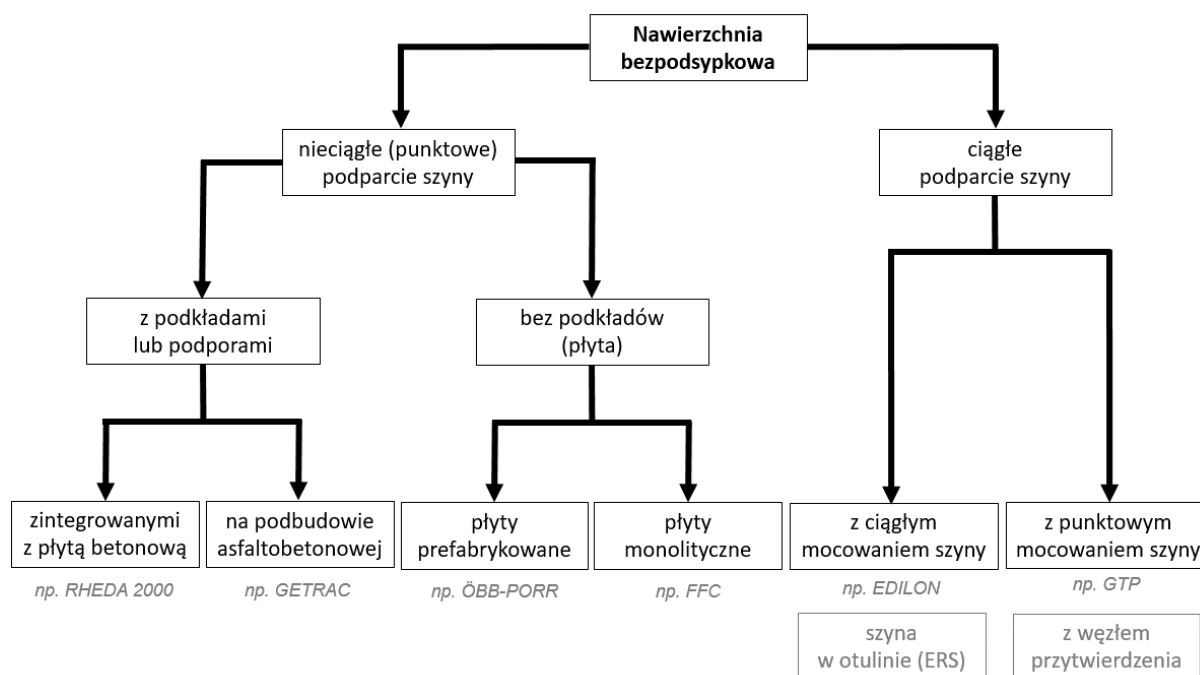 Nawierzchnia
bezpodsypkowa
nieciągłe (punktowe)
podparcie szyny
ciągłe
podparcie szyny
z podkładami
lub podporami
bez podkładów
(płyta)
zintegrowanymi
z płytą betonową
na podbudowie
asfaltobetonowej
płyty
prefabrykowane
płyty
monolityczne
z ciągłym
mocowaniem szyny
z punktowym
mocowaniem szyny
np. RHEDA 2000
np. GETRAC
np. ÖBB-PORR
np. FFC
np. EDILON
np. GTP
szyna
w otulinie (ERS)
z węzłem
przytwierdzenia